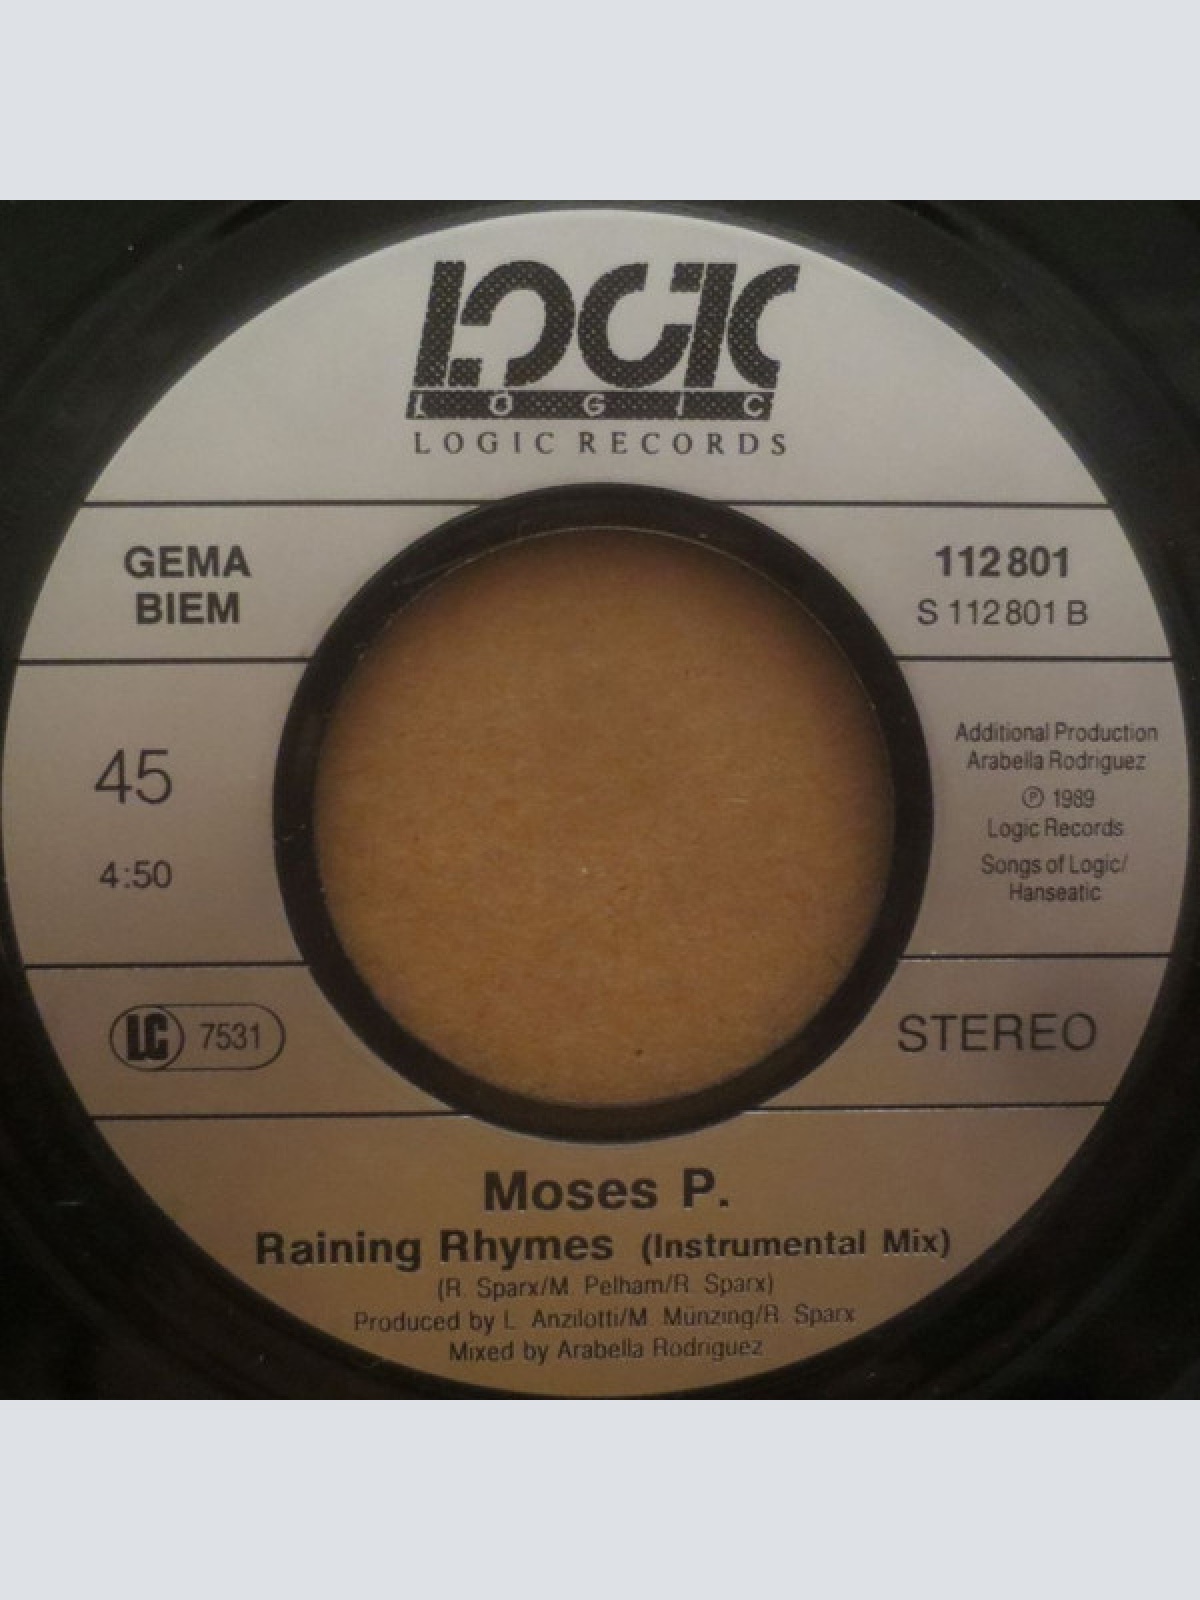 LOGIC
LOGIC
LOGIC RECORDS
GEMA
BIEM
112 801
S 112 801 B
45
4:50
Additional Production
Arabella Rodriguez
℗ 1989
Logic Records
Songs of Logic/
Hanseatic
LC 7531
STEREO
Moses P.
Raining Rhymes (Instrumental Mix)
(R. Sparx/M. Pelham/R. Sparx)
Produced by L. Anzilotti/M. Münzing/R. Sparx
Mixed by Arabella Rodriguez